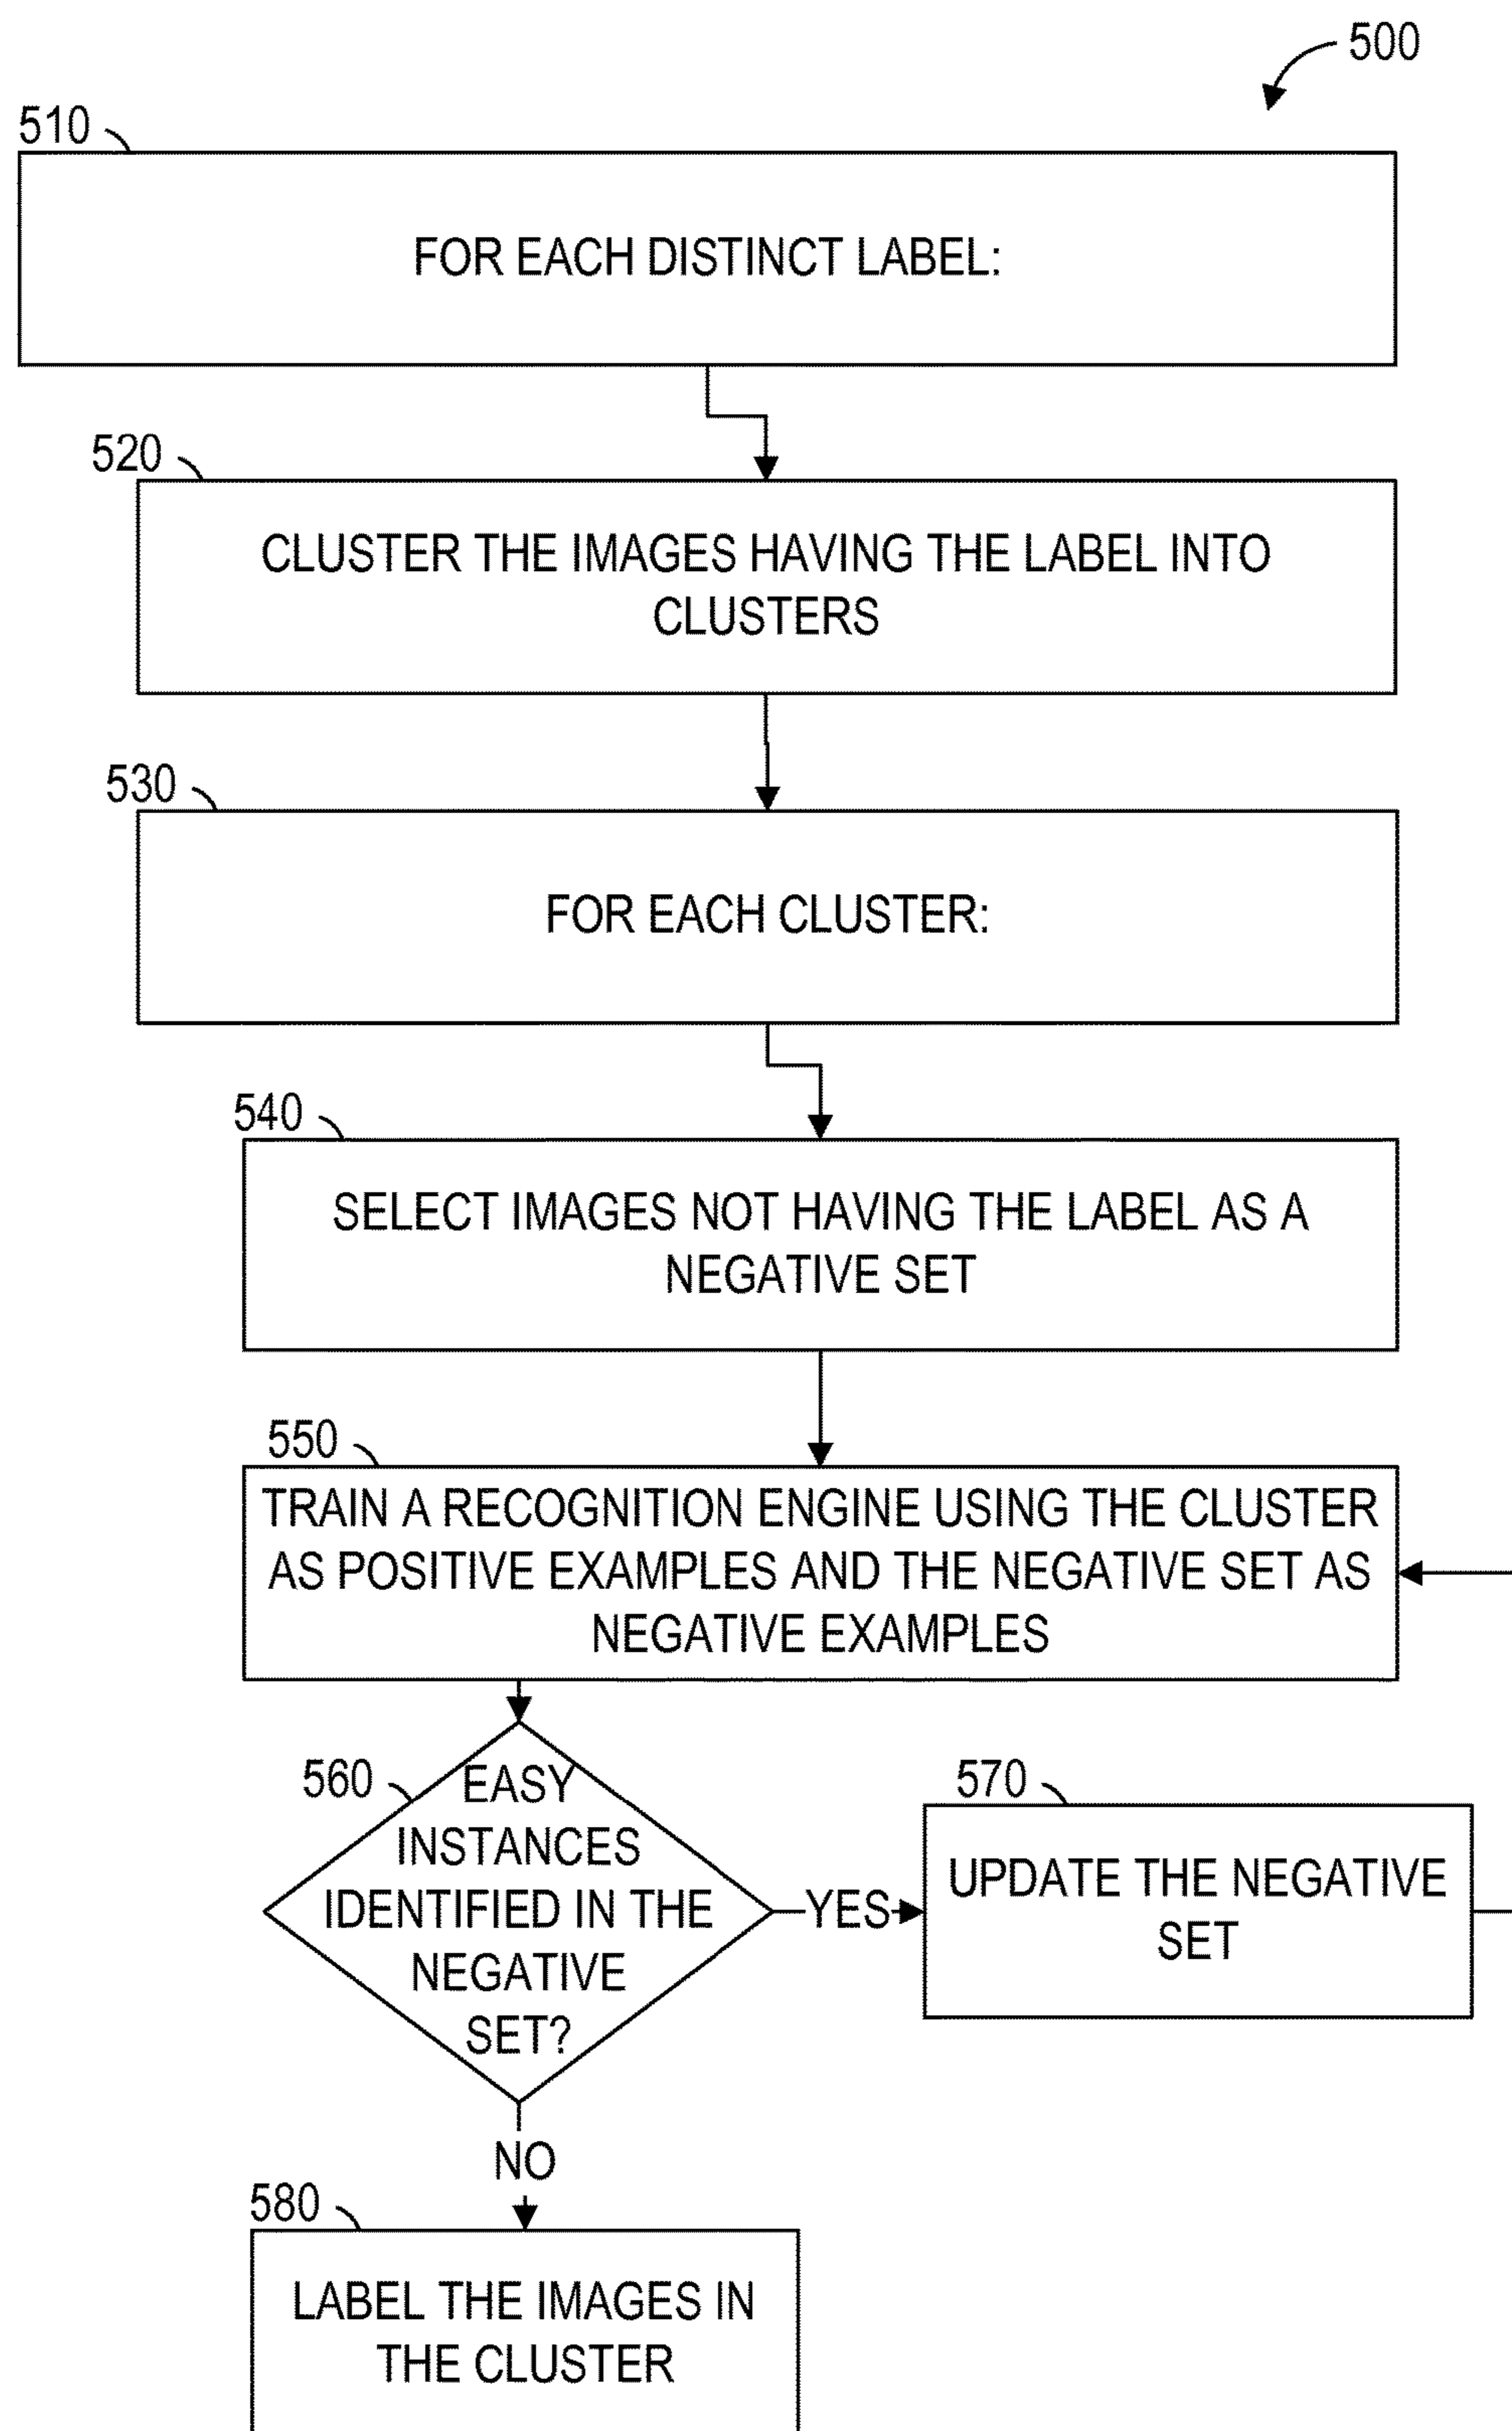 500
510
FOR EACH DISTINCT LABEL:
520
CLUSTER THE IMAGES HAVING THE LABEL INTO
CLUSTERS
530
FOR EACH CLUSTER:
540
SELECT IMAGES NOT HAVING THE LABEL AS A
NEGATIVE SET
550
TRAIN A RECOGNITION ENGINE USING THE CLUSTER
AS POSITIVE EXAMPLES AND THE NEGATIVE SET AS
NEGATIVE EXAMPLES
560
EASY
INSTANCES
IDENTIFIED IN THE
NEGATIVE
SET?
YES
570
UPDATE THE NEGATIVE
SET
NO
580
LABEL THE IMAGES IN
THE CLUSTER